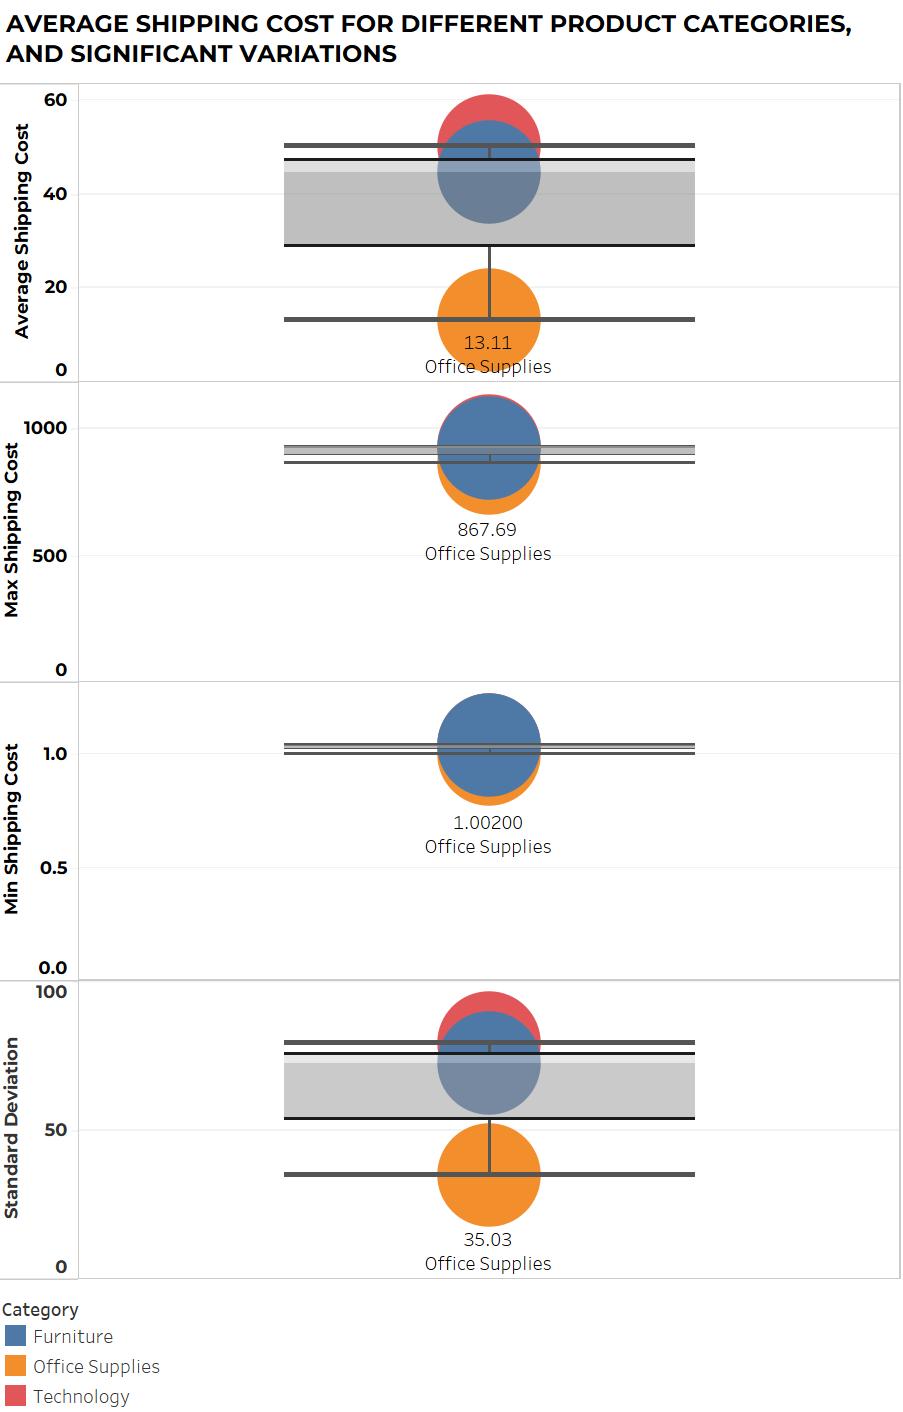 AVERAGE SHIPPING COST FOR DIFFERENT PRODUCT CATEGORIES,
AND SIGNIFICANT VARIATIONS
Average Shipping Cost
60
40
20
0
13.11
Office Supplies
Max Shipping Cost
1000
500
0
867.69
Office Supplies
Min Shipping Cost
1.0
0.5
0.0
1.00200
Office Supplies
Standard Deviation
100
50
0
35.03
Office Supplies
Category
Furniture
Office Supplies
Technology